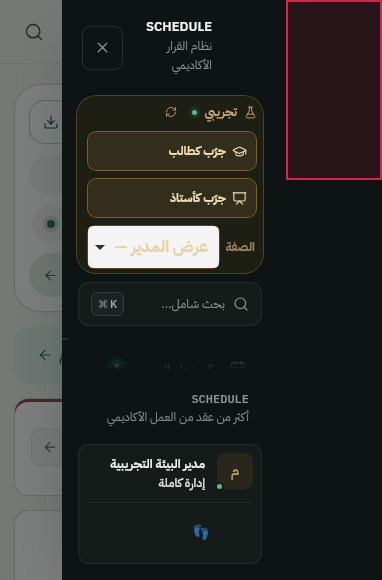 SCHEDULE
نظام القرار
الأكاديمي
تجريبي
جرّب كطالب
جرّب كأستاذ
الصفة
عرض المدير —
بحث شامل...
⌘ K
SCHEDULE
أكثر من عقد من العمل الأكاديمي
م
مدير البيئة التجريبية
إدارة كاملة